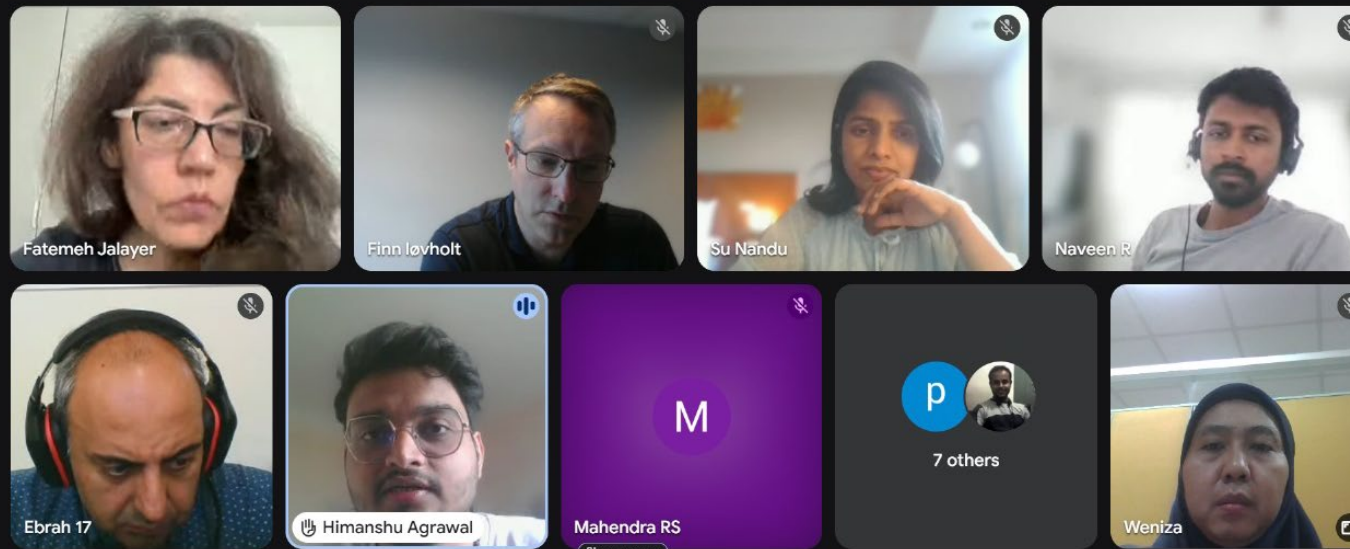 Fatemeh Jalayer
Finn løvholt
Su Nandu
Naveen R
M
p
7 others
Ebrah 17
Himanshu Agrawal
Mahendra RS
Weniza